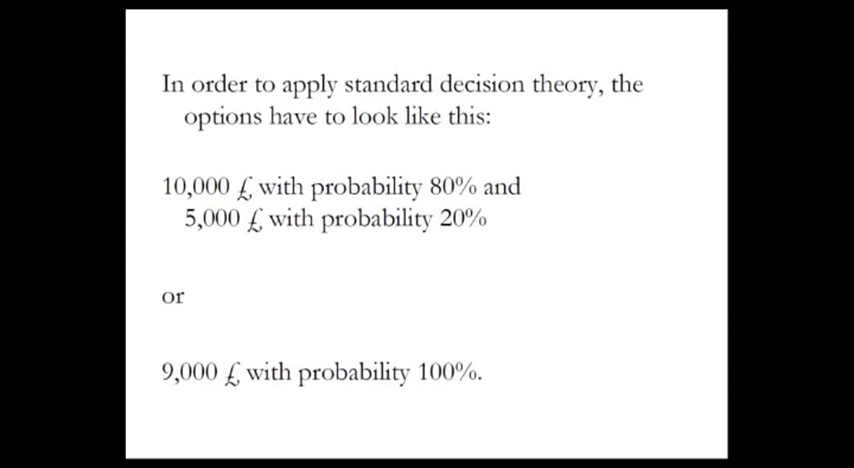 In order to apply standard decision theory, the
options have to look like this:
10,000 £ with probability 80% and
5,000 £ with probability 20%
or
9,000 £ with probability 100%.